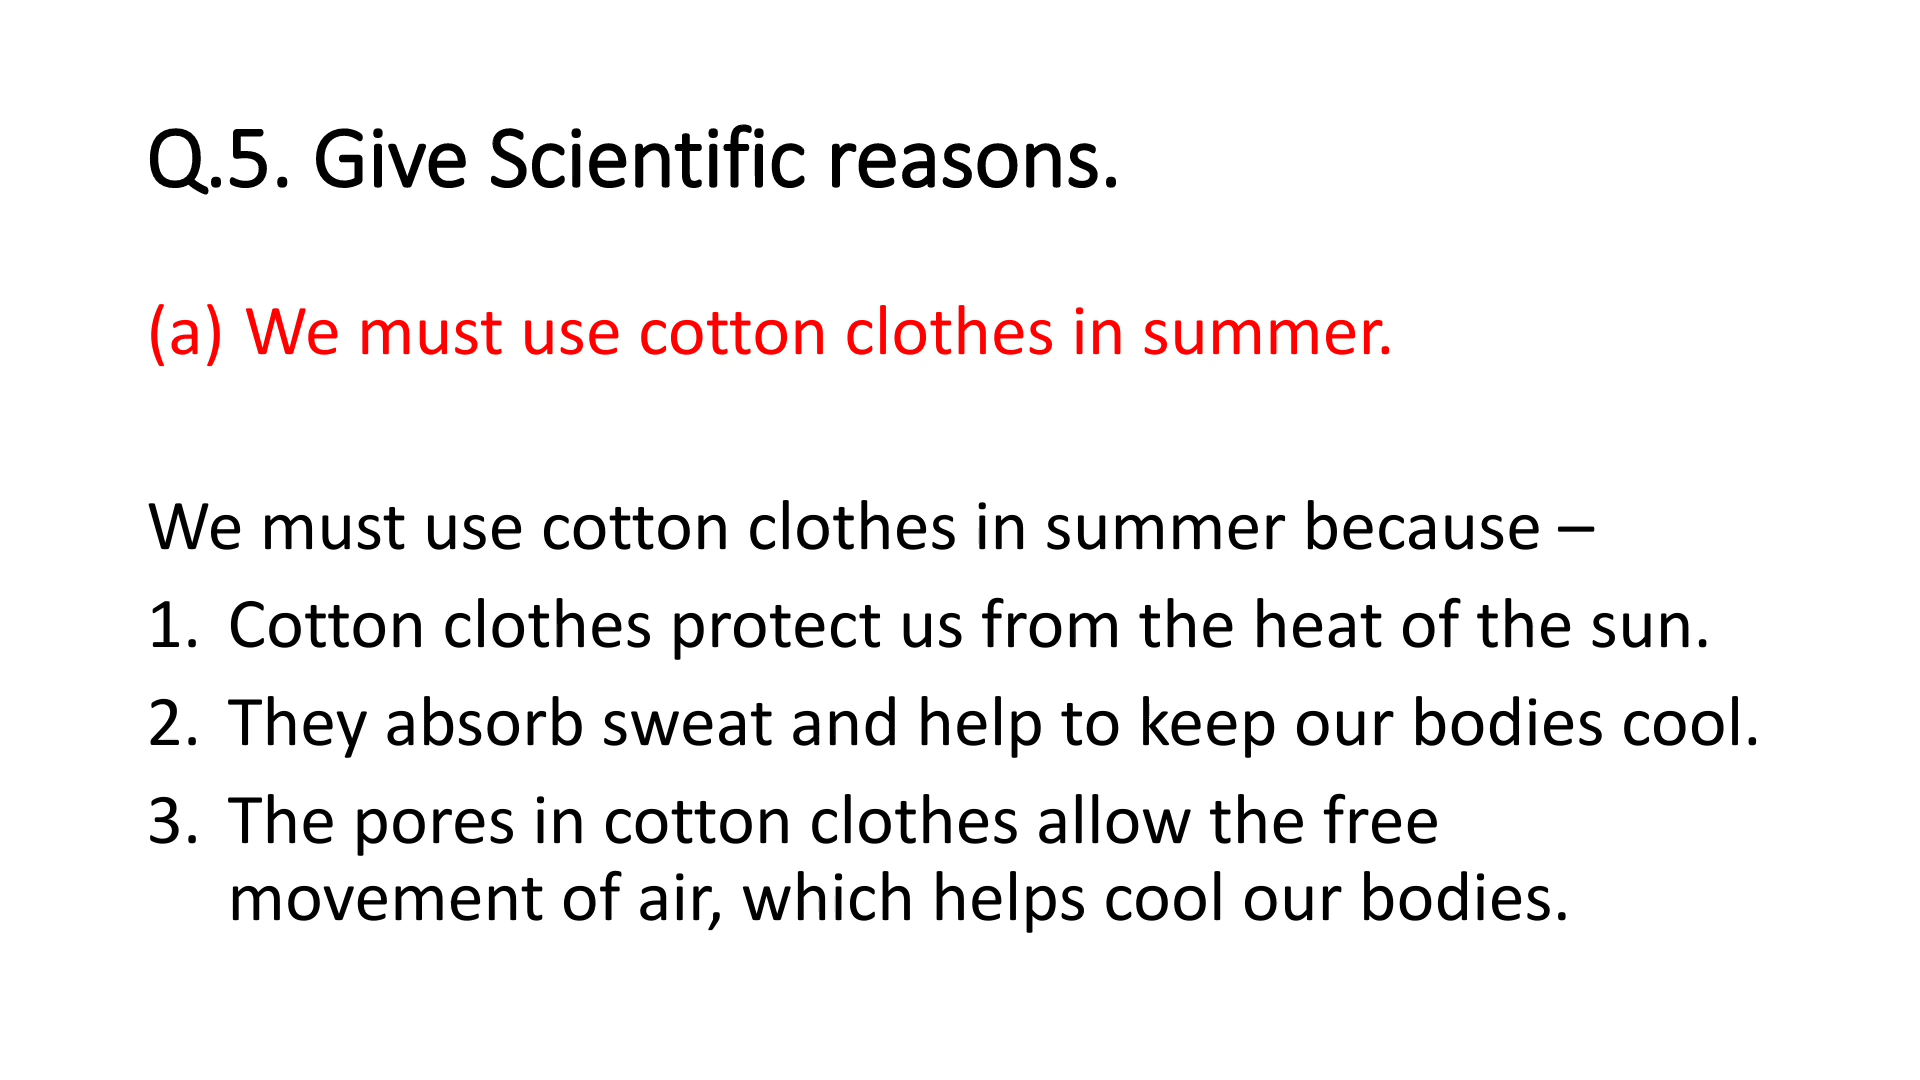 Q.5. Give Scientific reasons.
(a) We must use cotton clothes in summer.
We must use cotton clothes in summer because –
1. Cotton clothes protect us from the heat of the sun.
2. They absorb sweat and help to keep our bodies cool.
3. The pores in cotton clothes allow the free
movement of air, which helps cool our bodies.